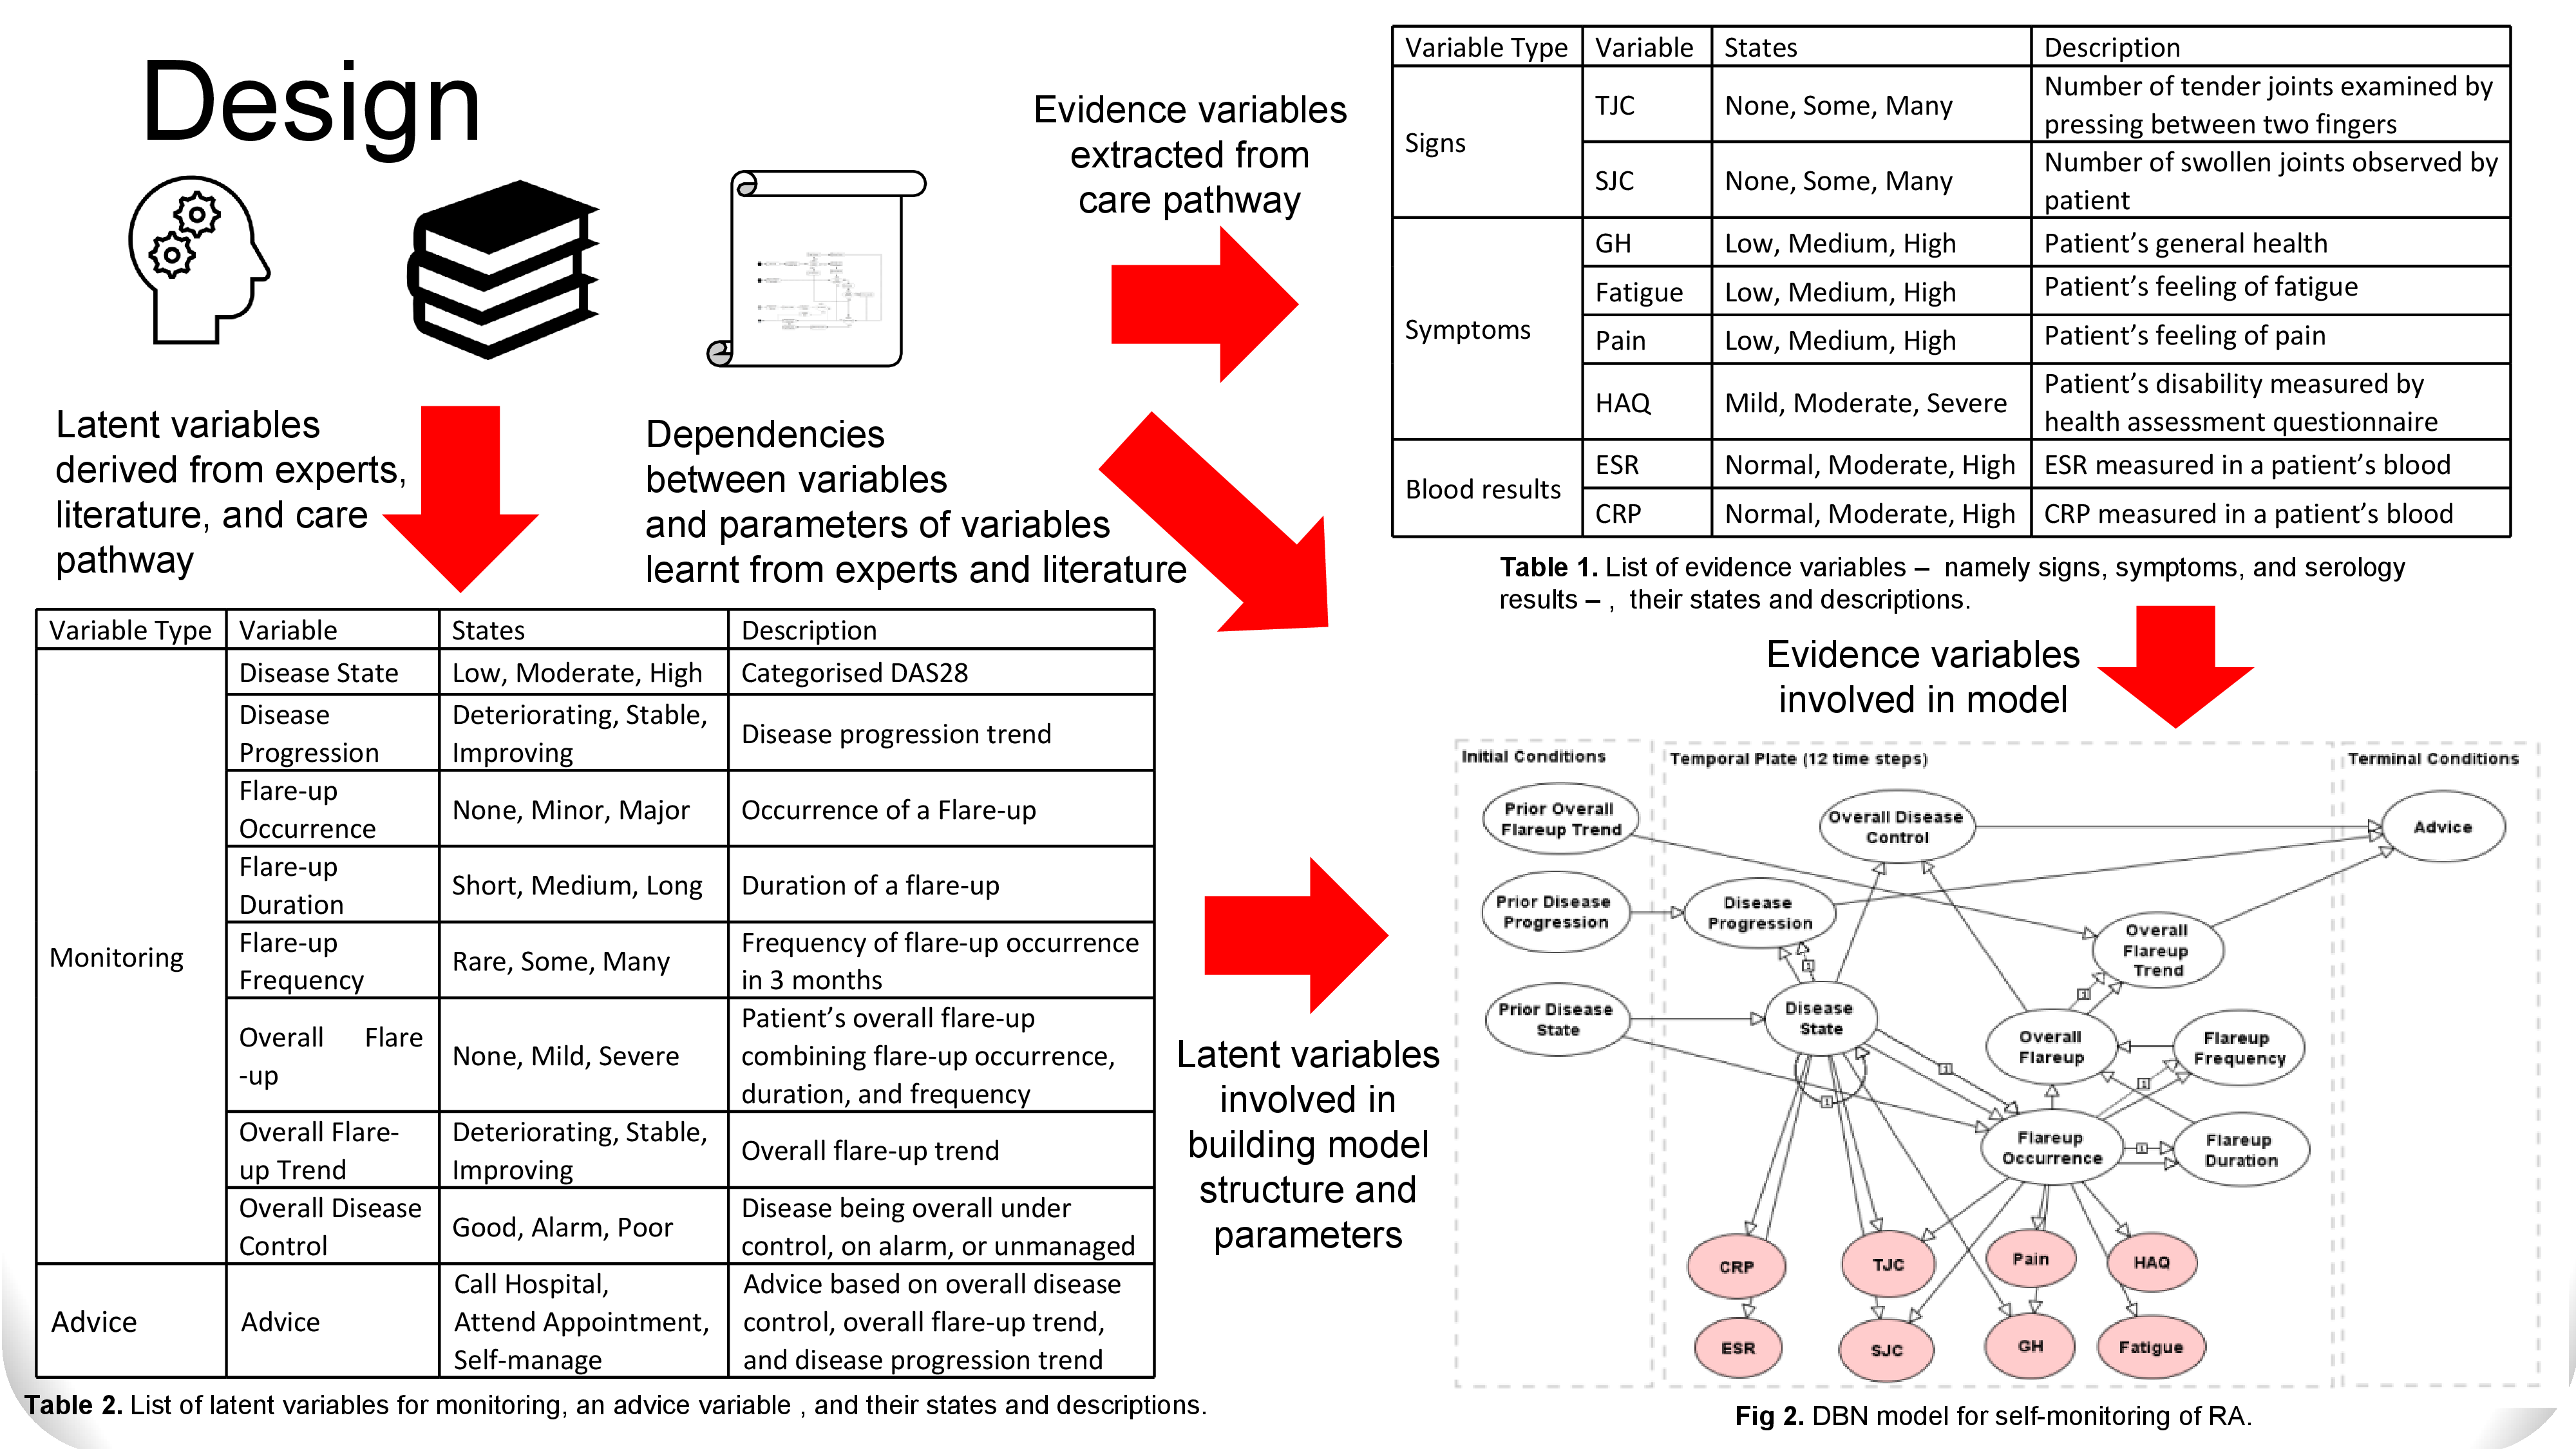 Design
Evidence variables
extracted from
care pathway
Latent variables
derived from experts,
literature, and care
pathway
Dependencies
between variables
and parameters of variables
learnt from experts and literature
Variable Type Variable States Description
Signs
TJC None, Some, Many Number of tender joints examined by
pressing between two fingers
SJC None, Some, Many Number of swollen joints observed by
patient
Symptoms
GH Low, Medium, High Patient’s general health
Fatigue Low, Medium, High Patient’s feeling of fatigue
Pain Low, Medium, High Patient’s feeling of pain
HAQ Mild, Moderate, Severe Patient’s disability measured by
health assessment questionnaire
Blood results
ESR Normal, Moderate, High ESR measured in a patient’s blood
CRP Normal, Moderate, High CRP measured in a patient’s blood
Table 1. List of evidence variables – namely signs, symptoms, and serology
results – , their states and descriptions.
Evidence variables
involved in model
Variable Type Variable States Description
Monitoring
Disease State Low, Moderate, High Categorised DAS28
Disease
Progression
Deteriorating, Stable,
Improving
Disease progression trend
Flare-up
Occurrence
None, Minor, Major
Occurrence of a Flare-up
Flare-up
Duration
Short, Medium, Long
Duration of a flare-up
Flare-up
Frequency
Rare, Some, Many
Frequency of flare-up occurrence
in 3 months
Overall Flare
-up
None, Mild, Severe
Patient’s overall flare-up
combining flare-up occurrence,
duration, and frequency
Overall Flare-
up Trend
Deteriorating, Stable,
Improving
Overall flare-up trend
Overall Disease
Control
Good, Alarm, Poor
Disease being overall under
control, on alarm, or unmanaged
Advice
Advice
Call Hospital,
Attend Appointment,
Self-manage
Advice based on overall disease
control, overall flare-up trend,
and disease progression trend
Table 2. List of latent variables for monitoring, an advice variable , and their states and descriptions.
Latent variables
involved in
building model
structure and
parameters
Initial Conditions
Temporal Plate (12 time steps)
Terminal Conditions
Prior Overall
Flareup Trend
Overall Disease
Control
Advice
Prior Disease
Progression
Disease
Progression
Overall
Flareup
Trend
1
1
Prior Disease
State
Disease
State
Overall
Flareup
Flareup
Frequency
1
1
1
Flareup
Occurrence
1
Flareup
Duration
CRP
TJC
Pain
HAQ
ESR
SJC
GH
Fatigue
Fig 2. DBN model for self-monitoring of RA.